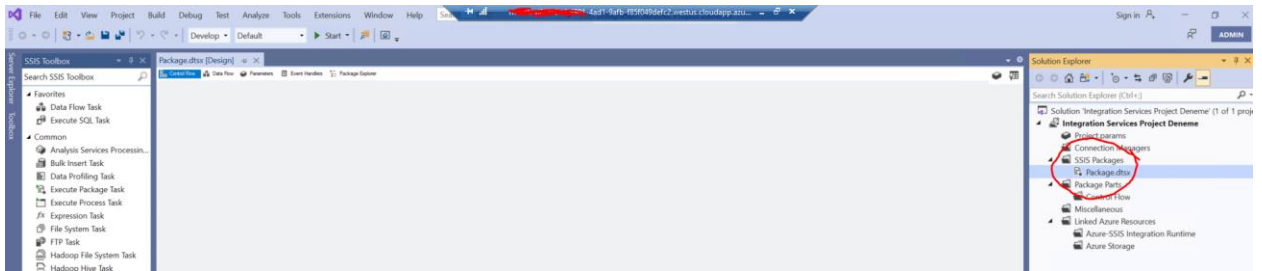 File Edit View Project Build Debug Test Analyze Tools Extensions Window Help
4ad1-9afb-f85f049defc2.westus.cloudapp.azu...
Sign in
Develop
Default
Start
ADMIN
Server Explorer
Toolbox
SSIS Toolbox
Search SSIS Toolbox
Favorites
Data Flow Task
Execute SQL Task
Common
Analysis Services Processin...
Bulk Insert Task
Data Profiling Task
Execute Package Task
Execute Process Task
Expression Task
File System Task
FTP Task
Hadoop File System Task
Hadoop Hive Task
Package.dtsx [Design]
Control Flow Data Flow Parameters Event Handlers Package Explorer
Solution Explorer
Search Solution Explorer (Ctrl+;)
Solution 'Integration Services Project Deneme' (1 of 1 proje
Integration Services Project Deneme
Project.params
Connection Managers
SSIS Packages
Package.dtsx
Package Parts
Control Flow
Miscellaneous
Linked Azure Resources
Azure-SSIS Integration Runtime
Azure Storage